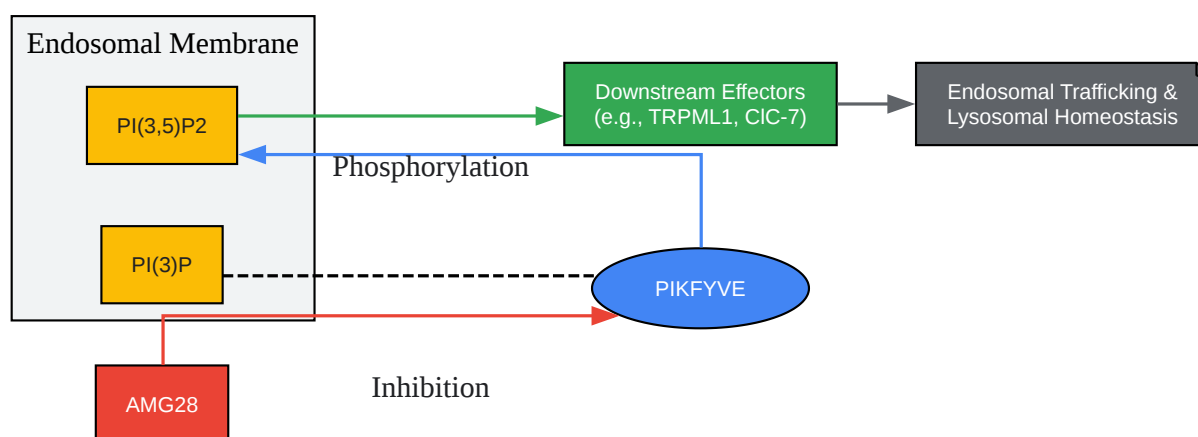 Endosomal Membrane
PI(3,5)P2
Downstream Effectors
(e.g., TRPML1, ClC-7)
Endosomal Trafficking &
Lysosomal Homeostasis
Phosphorylation
PI(3)P
PIKFYVE
Inhibition
AMG28